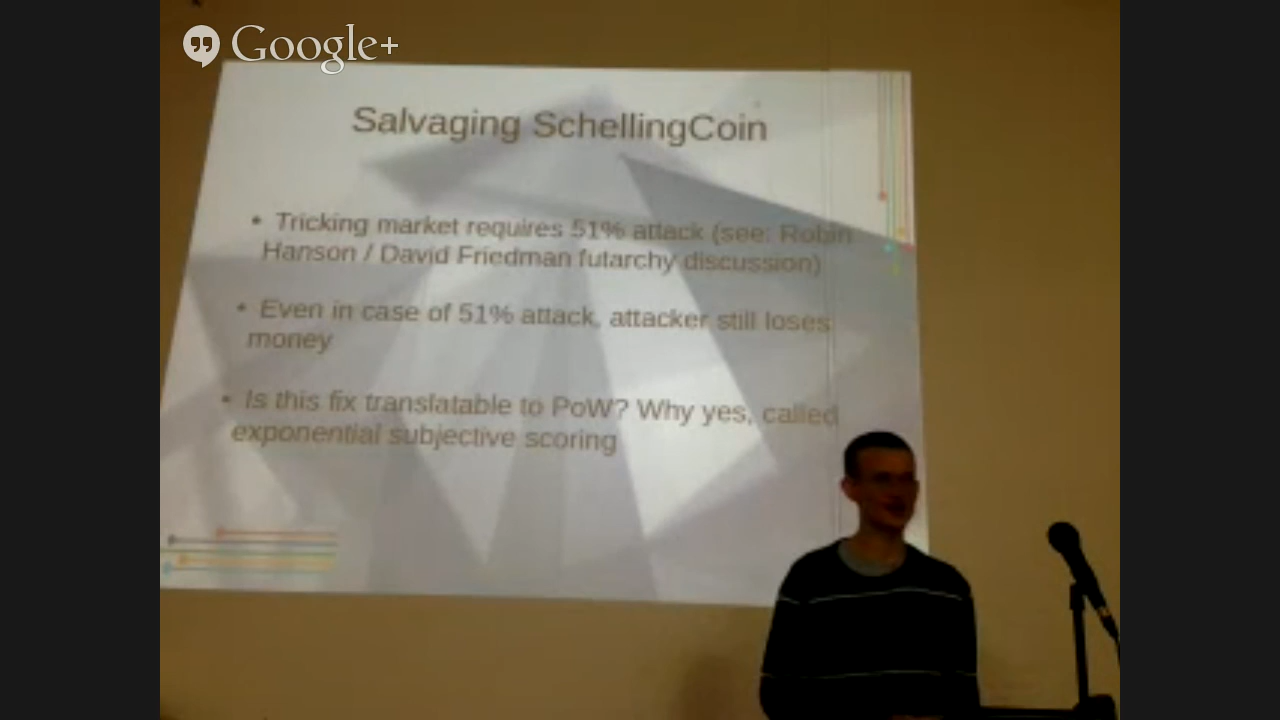 Google+
Salvaging SchellingCoin
• Tricking market requires 51% attack (see: Robin
Hanson / David Friedman futarchy discussion)
• Even in case of 51% attack, attacker still loses
money
• Is this fix translatable to PoW? Why yes, called
exponential subjective scoring